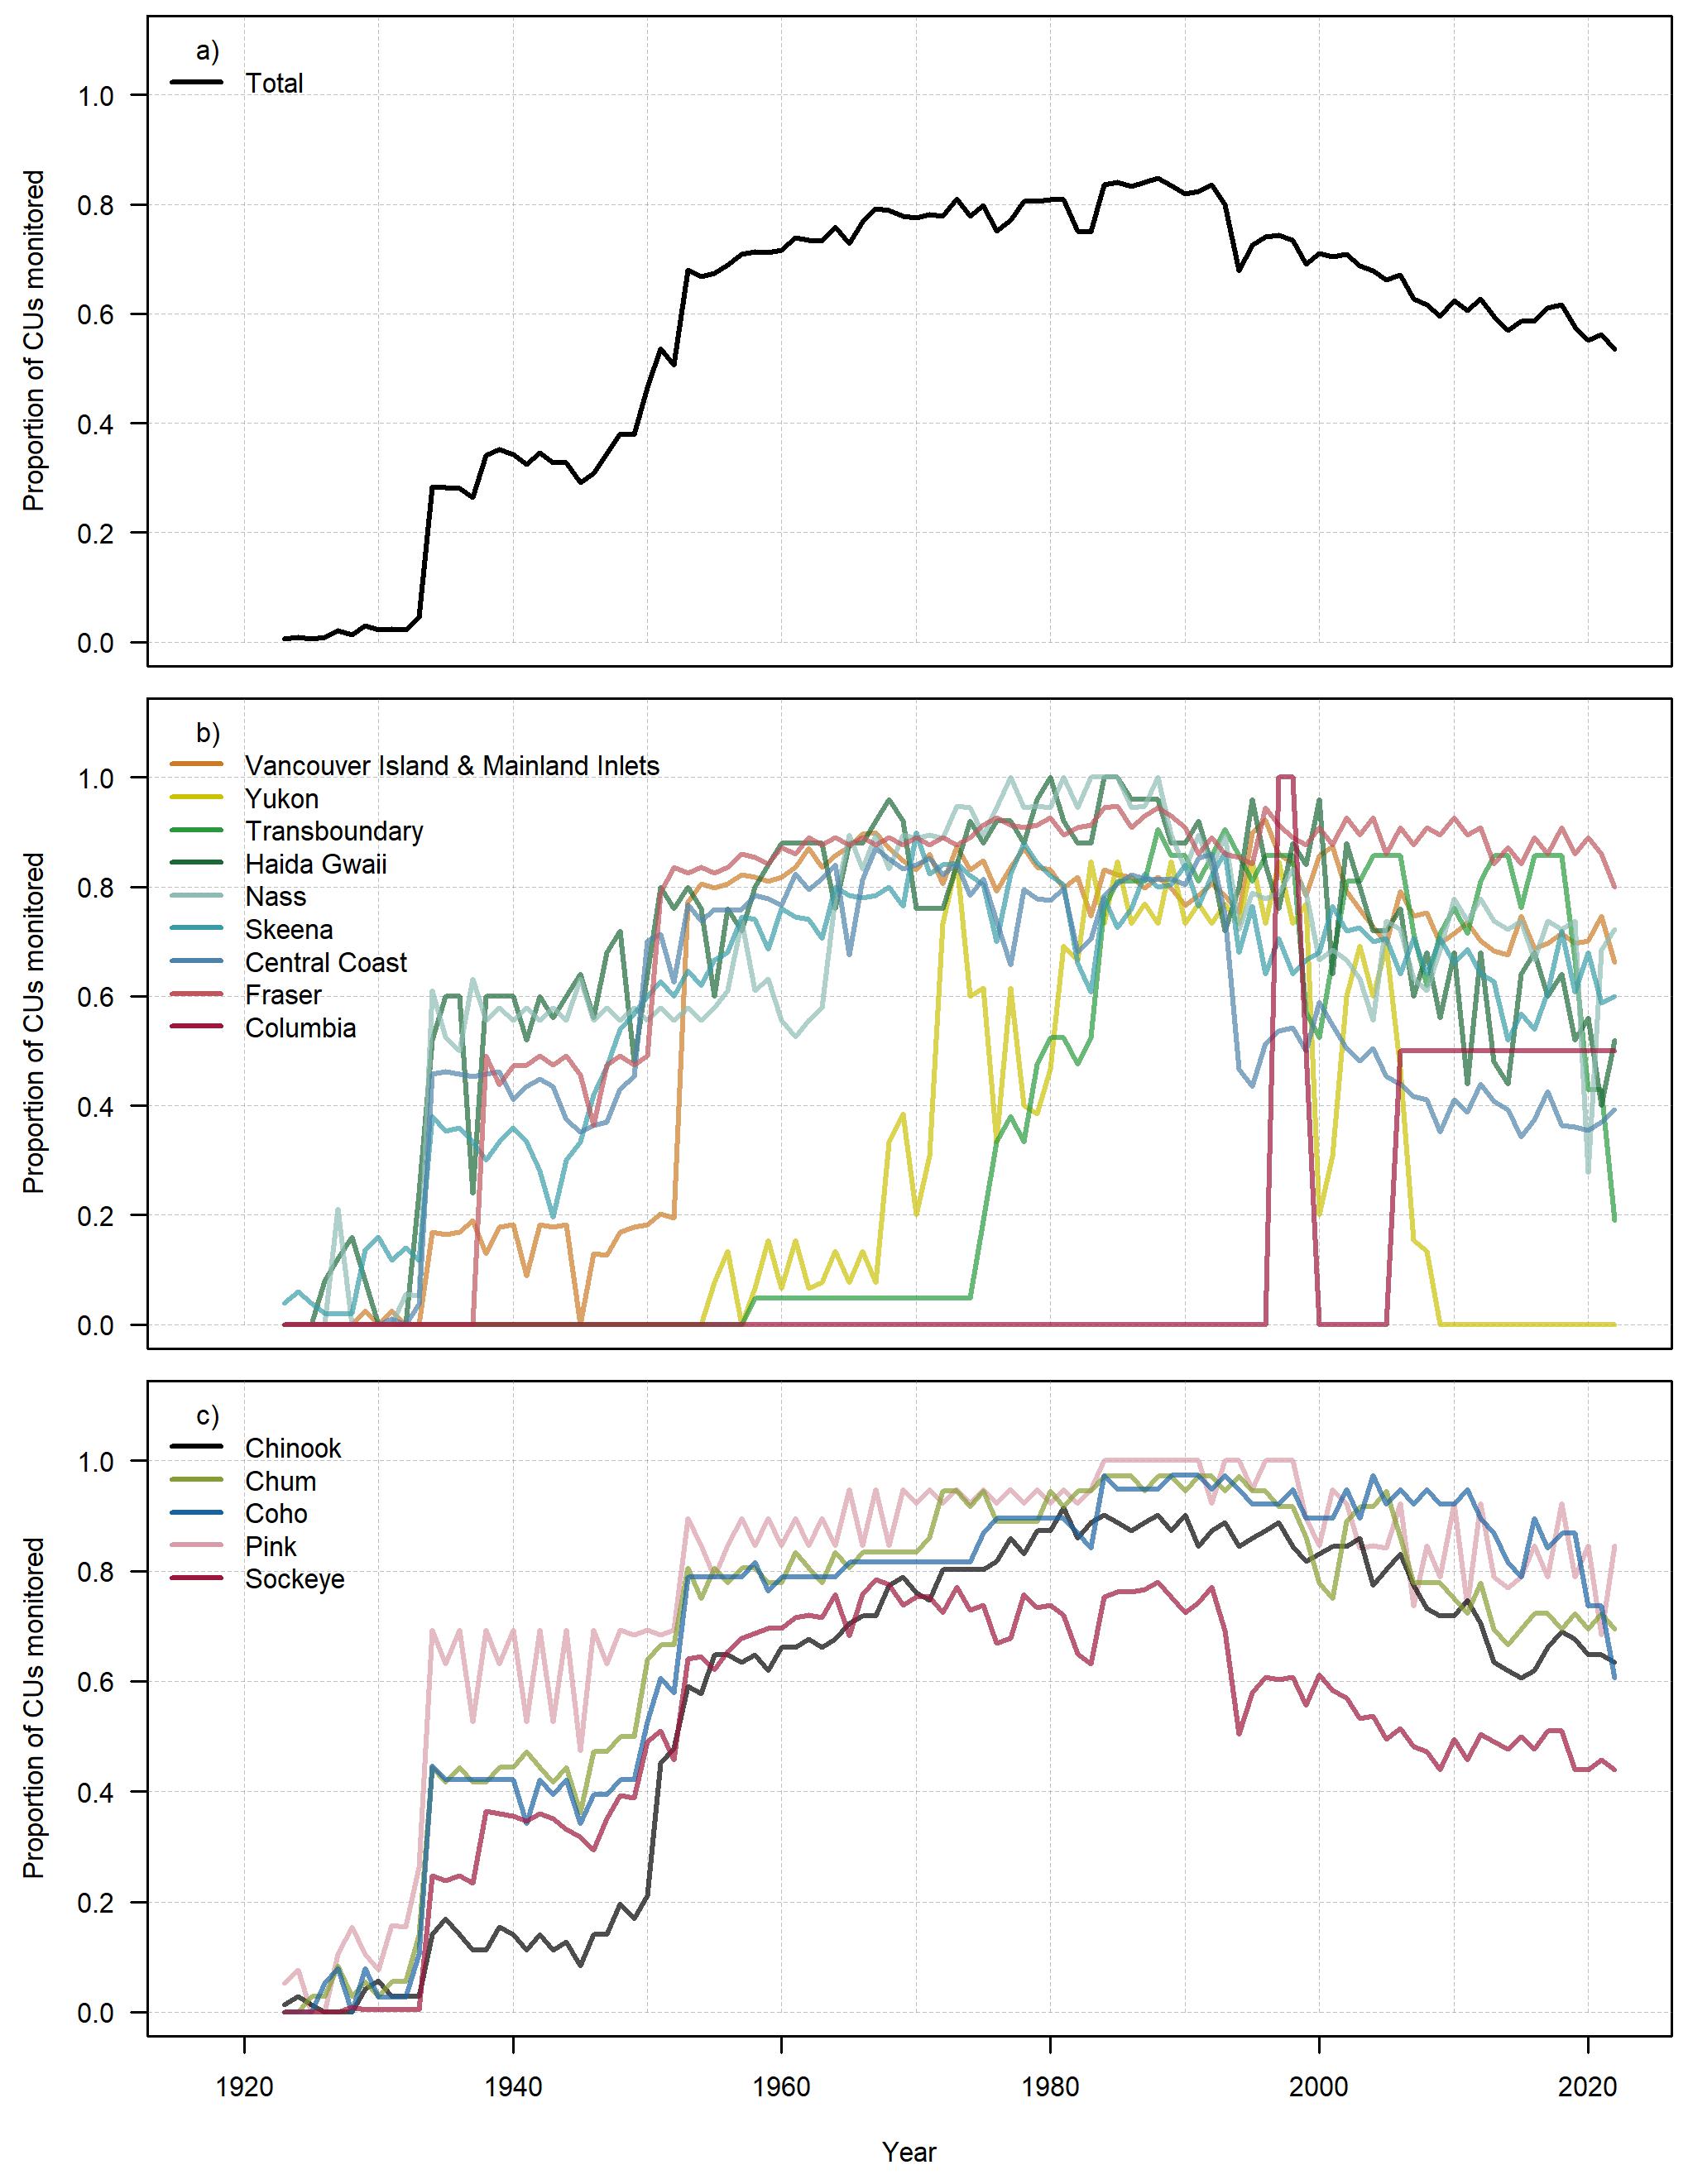 a)
Total
1.0
0.8
0.6
0.4
0.2
0.0
Proportion of CUs monitored
b)
Vancouver Island & Mainland Inlets
Yukon
Transboundary
Haida Gwaii
Nass
Skeena
Central Coast
Fraser
Columbia
1.0
0.8
0.6
0.4
0.2
0.0
Proportion of CUs monitored
c)
Chinook
Chum
Coho
Pink
Sockeye
1.0
0.8
0.6
0.4
0.2
0.0
Proportion of CUs monitored
1920 1940 1960 1980 2000 2020
Year